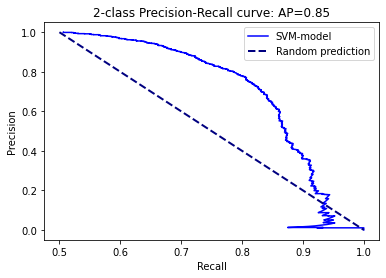 2-class Precision-Recall curve: AP=0.85
SVM-model
Random prediction
Precision
1.0
0.8
0.6
0.4
0.2
0.0
0.5
0.6
0.7
0.8
0.9
1.0
Recall